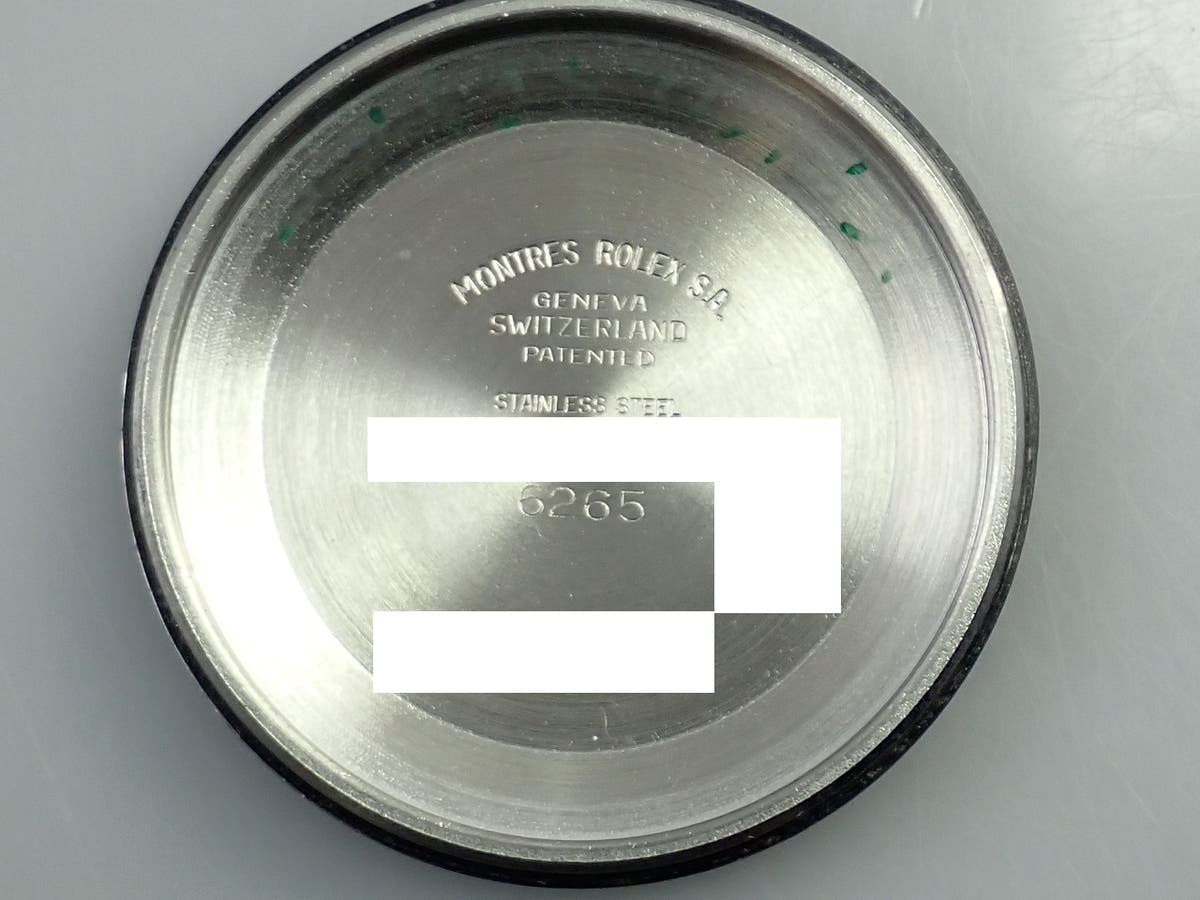 MONTRES ROLEX S.A.
GENEVA
SWITZERLAND
PATENTED
STAINLESS STEEL
6265